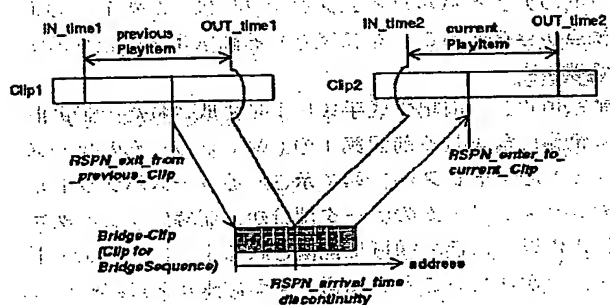 IN_time1
previous
PlayItem
OUT_time1
IN_time2
current
PlayItem
OUT_time2
Clip1
Clip2
RSPN_exit_from
_previous_Clip
RSPN_enter_to_
current_Clip
Bridge-Clip
(Clip for
BridgeSequence)
address
RSPN_arrival_time
discontinuity